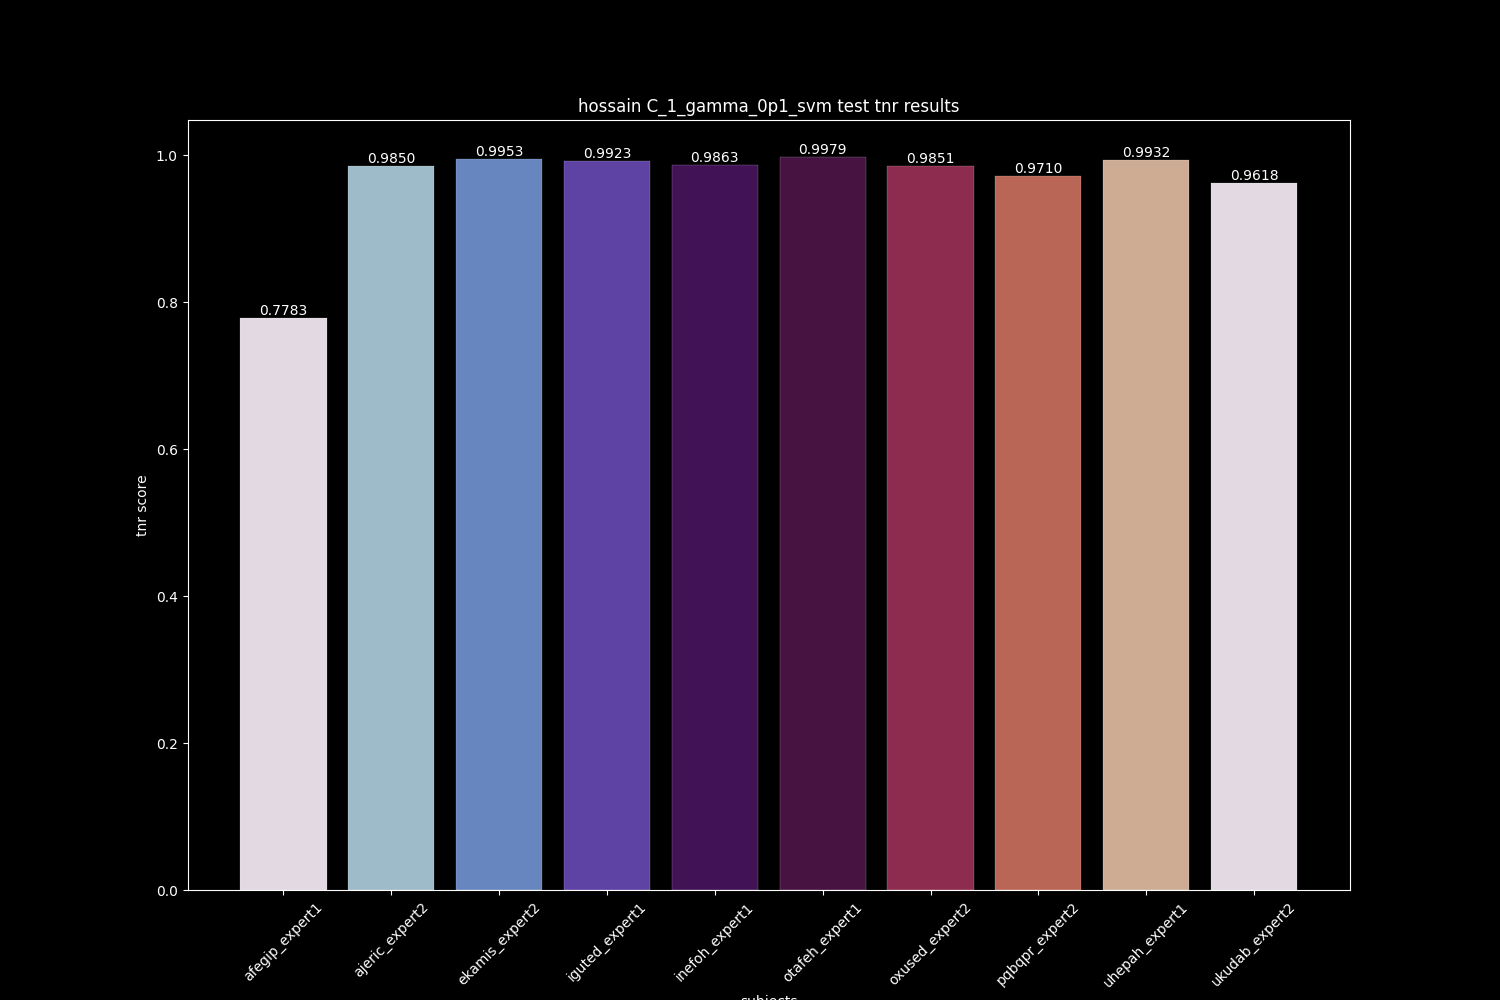 hossain C_1_gamma_0p1_svm test tnr results
1.0
0.8
0.6
0.4
0.2
0.0
tnr score
0.7783
0.9850
0.9953
0.9923
0.9863
0.9979
0.9851
0.9710
0.9932
0.9618
afegip_expert1
ajeric_expert2
ekamis_expert2
iguted_expert1
inefoh_expert1
otafeh_expert1
oxused_expert2
pqbqpr_expert2
uhepah_expert1
ukudab_expert2
subjects